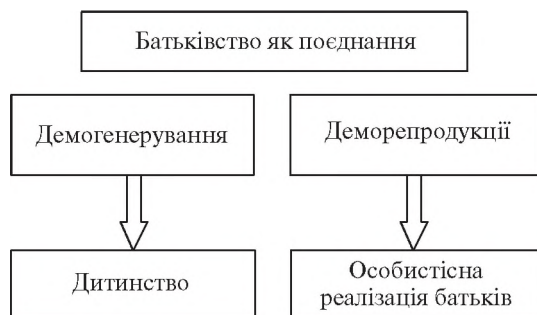 Батьківство як поєднання
Демогенерування
Деморепродукції
Дитинство
Особистісна
реалізація батьків